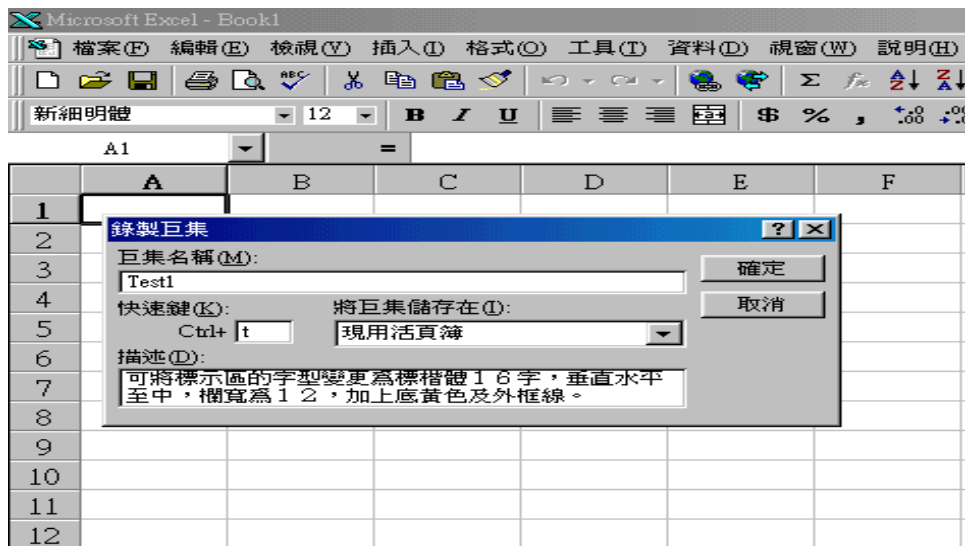 Microsoft Excel - Book1
檔案(F) 編輯(E) 檢視(V) 插入(I) 格式(O) 工具(T) 資料(D) 視窗(W) 說明(H)
ABC Σ fx A Z Z
新細明體 12 B I U $ % , .00
A1 =
A B C D E F
1
錄製巨集 ? ×
2
巨集名稱(M):
3 確定
Test1
4 快速鍵(K): 將巨集儲存在(I): 取消
5 Ctrl+ t 現用活頁簿
6 描述(D):
7 可將標示區的字型變更為標楷體１６字，垂直水平
至中，欄寬為１２，加上底黃色及外框線。
8
9
10
11
12